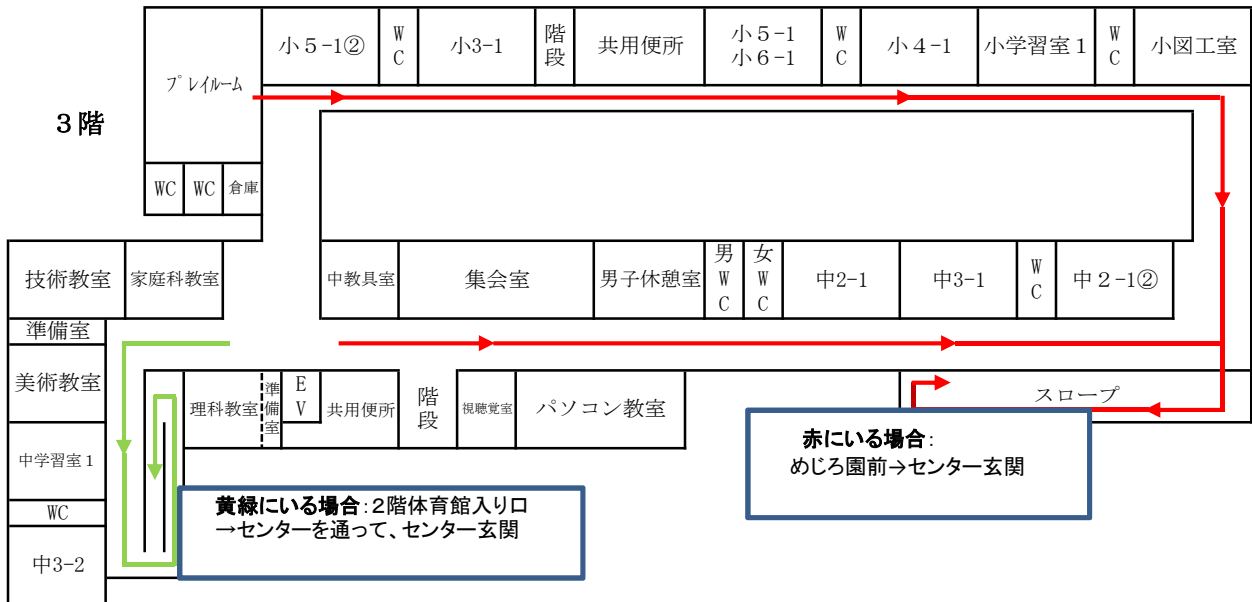 ３階
ﾌﾟﾚｲﾙｰﾑ
小５-１②
WC
小3-1
階段
共用便所
小５-１
小６-１
WC
小４-１
小学習室１
WC
小図工室
WC
WC
倉庫
技術教室
家庭科教室
中教具室
集会室
男子休憩室
男WC
女WC
中2-1
中3-1
WC
中２-1②
準備室
美術教室
中学習室１
WC
中3-2
理科教室
準備室
EV
共用便所
階段
視聴覚室
パソコン教室
スロープ
赤にいる場合：
めじろ園前→センター玄関
黄緑にいる場合：２階体育館入り口
→センターを通って、センター玄関